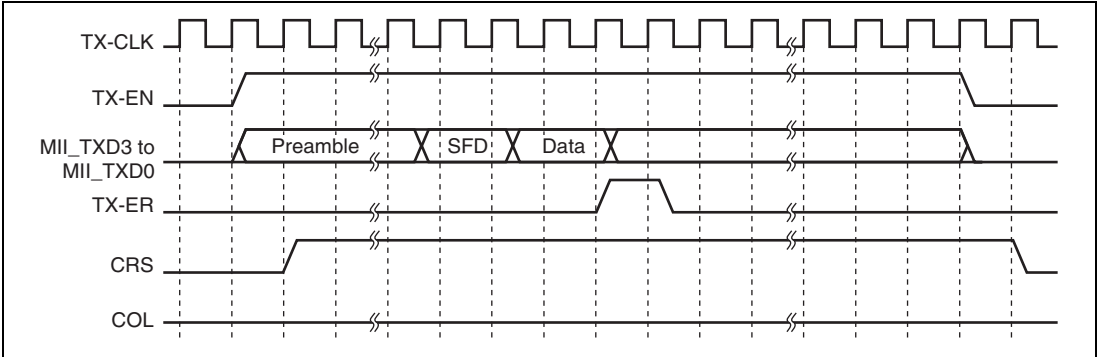 TX-CLK
TX-EN
MII_TXD3 to
MII_TXD0
Preamble
SFD
Data
TX-ER
CRS
COL